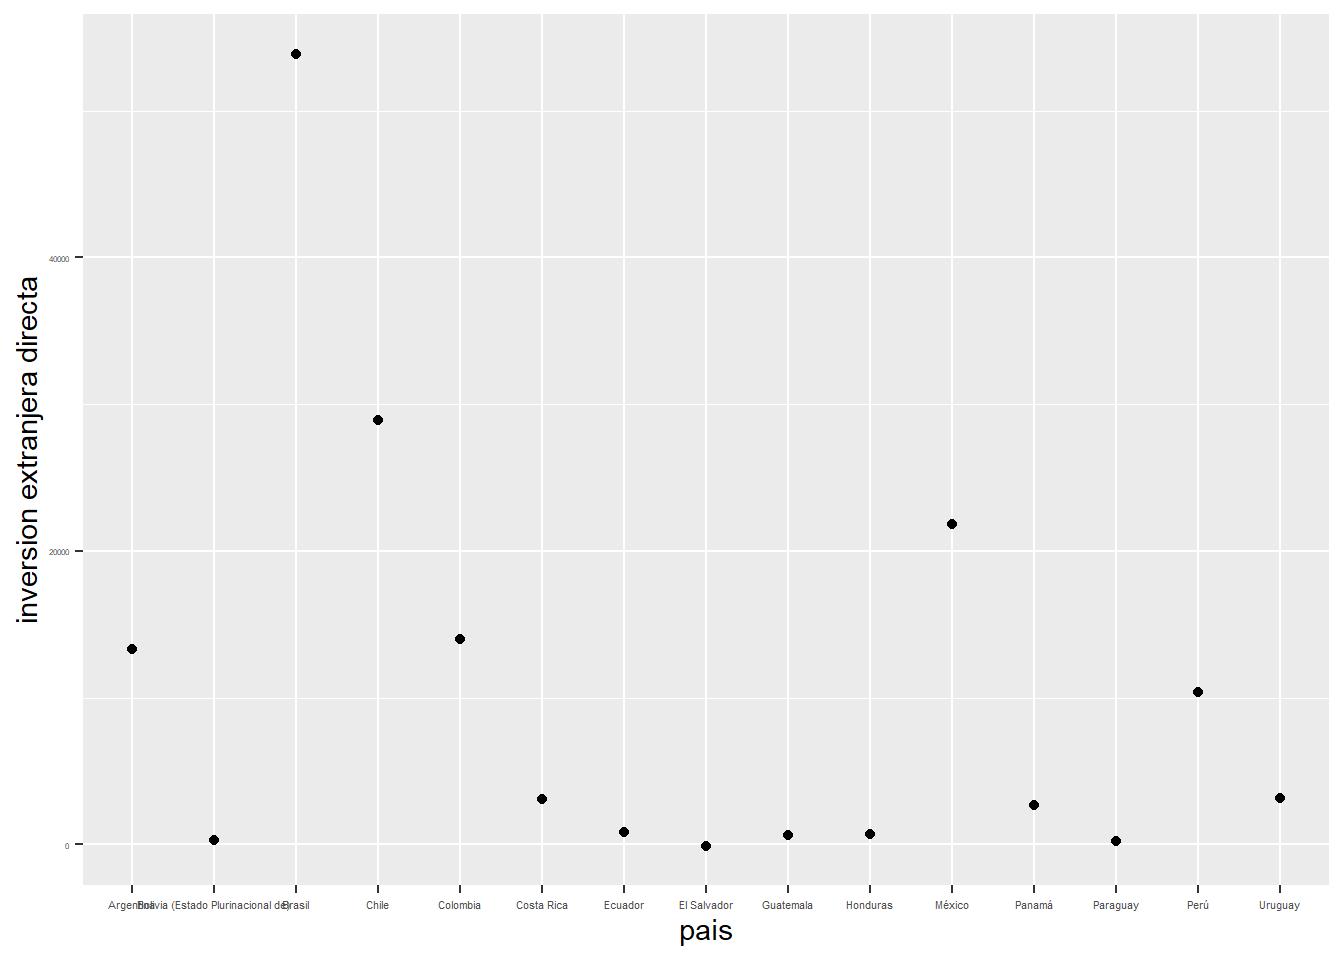 inversion extranjera directa
40000
20000
0
Argentina Bolivia (Estado Plurinacional de) Brasil Chile Colombia Costa Rica Ecuador El Salvador Guatemala Honduras México Panamá Paraguay Perú Uruguay
pais